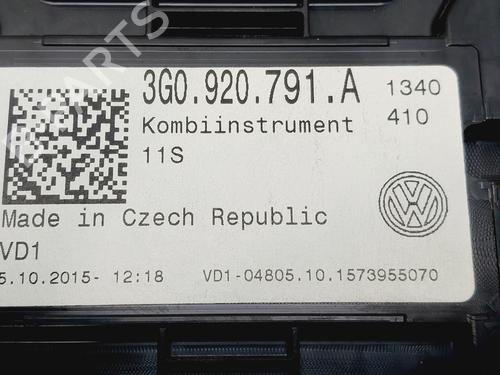 PARTS
3G0.920.791.A 1340
Kombiinstrument 410
11S
Made in Czech Republic
VD1
5.10.2015- 12:18 VD1-04805.10.1573955070